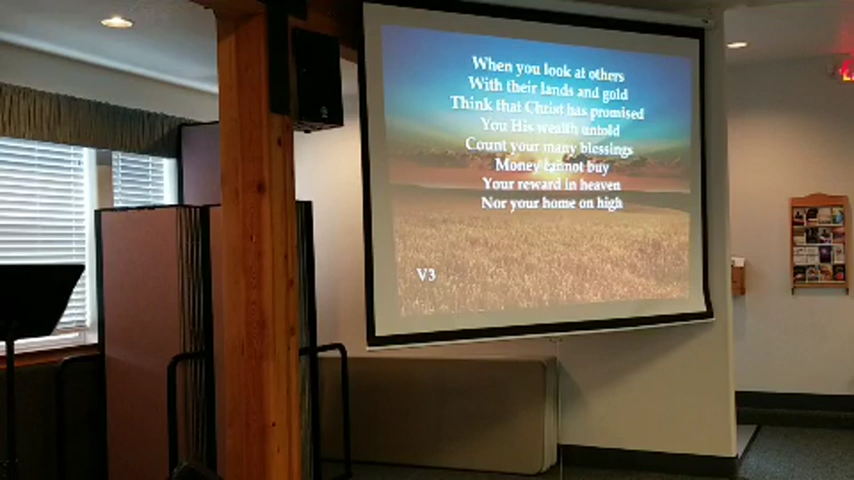 When you look at others
With their lands and gold
Think that Christ has promised
You His wealth untold
Count your many blessings
Money cannot buy
Your reward in heaven
Nor your home on high
V3